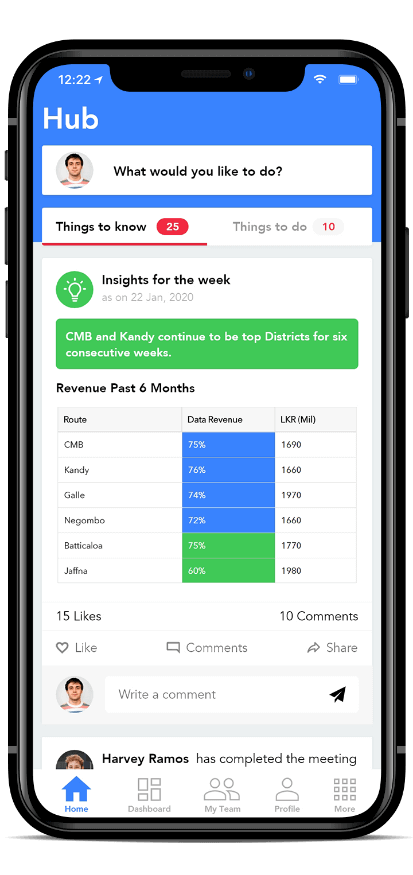 12:22
Hub
What would you like to do?
Things to know 25 Things to do 10
Insights for the week
as on 22 Jan, 2020
CMB and Kandy continue to be top Districts for six
consecutive weeks.
Revenue Past 6 Months
Route Data Revenue LKR (Mil)
CMB 75% 1690
Kandy 76% 1660
Galle 74% 1970
Negombo 72% 1660
Batticaloa 75% 1770
Jaffna 60% 1980
15 Likes 10 Comments
Like Comments Share
Write a comment
Harvey Ramos has completed the meeting
Home Dashboard My Team Profile More